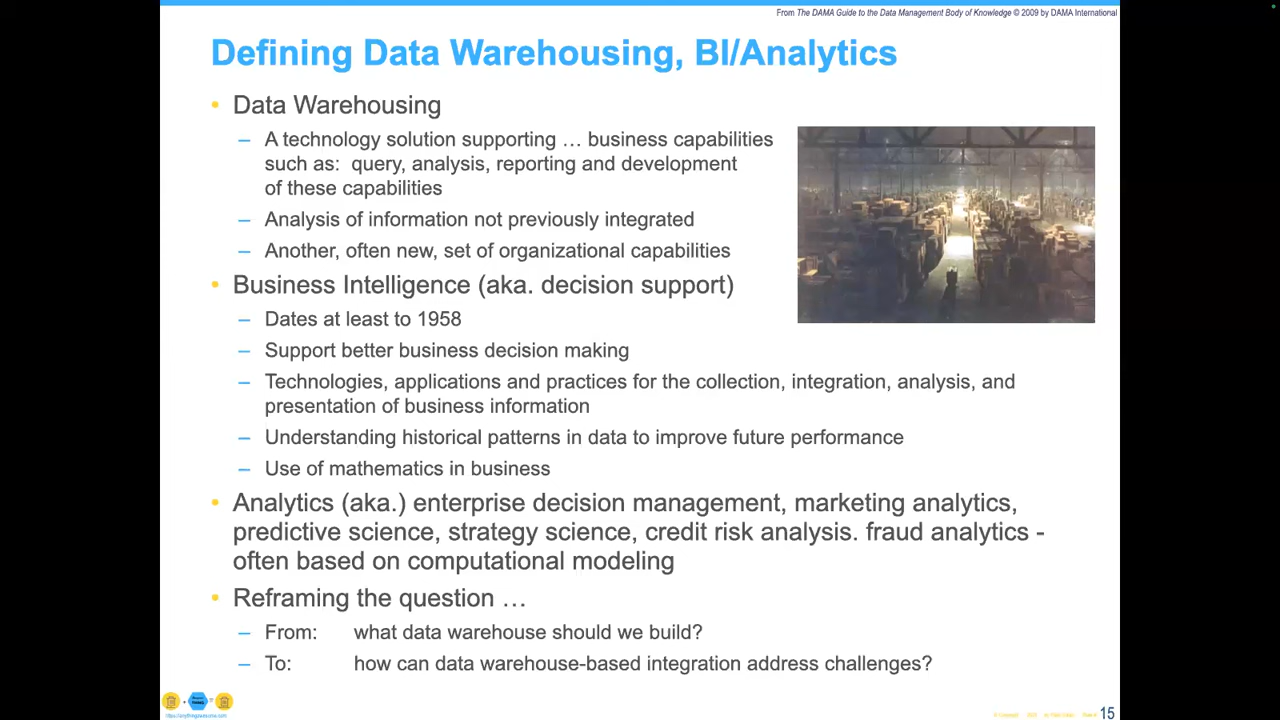 From The DAMA Guide to the Data Management Body of Knowledge © 2009 by DAMA International
Defining Data Warehousing, BI/Analytics
• Data Warehousing
– A technology solution supporting … business capabilities
such as: query, analysis, reporting and development
of these capabilities
– Analysis of information not previously integrated
– Another, often new, set of organizational capabilities
• Business Intelligence (aka. decision support)
– Dates at least to 1958
– Support better business decision making
– Technologies, applications and practices for the collection, integration, analysis, and
presentation of business information
– Understanding historical patterns in data to improve future performance
– Use of mathematics in business
• Analytics (aka.) enterprise decision management, marketing analytics,
predictive science, strategy science, credit risk analysis. fraud analytics -
often based on computational modeling
• Reframing the question …
– From: what data warehouse should we build?
– To: how can data warehouse-based integration address challenges?
https://anythingawesome.com
15